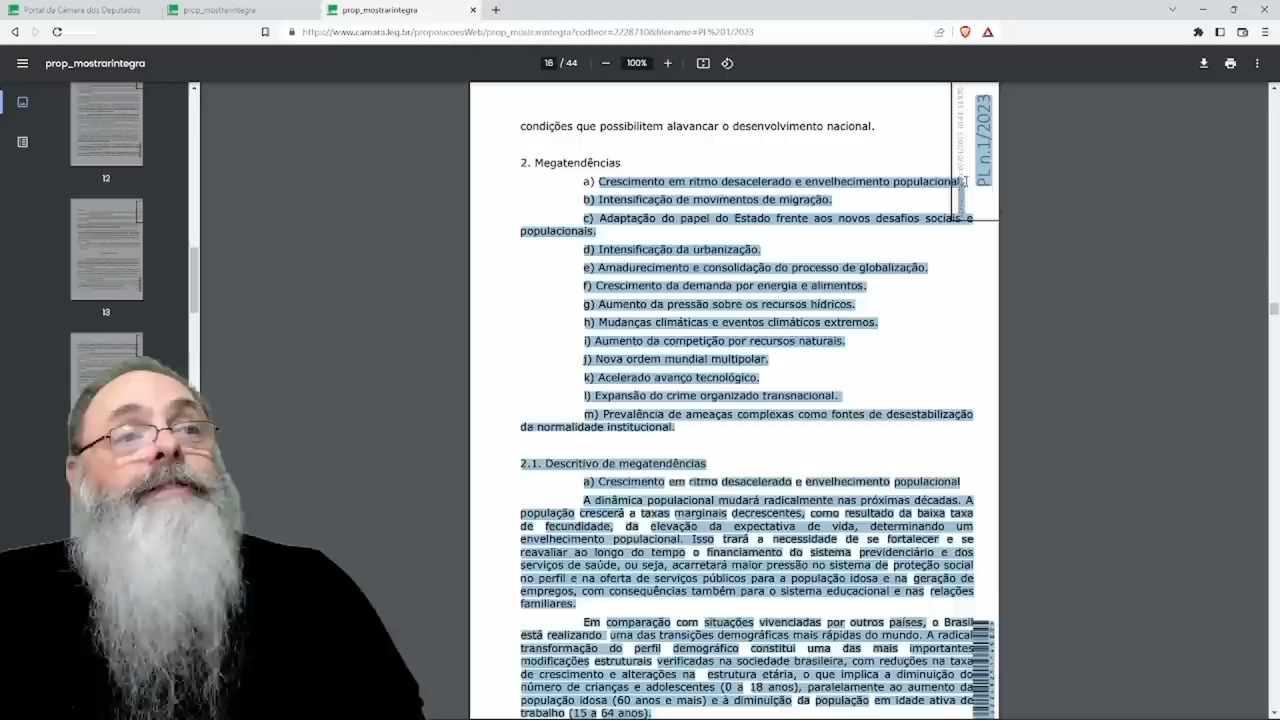 Portal da Câmara dos Deputados
prop_mostrarintegra
prop_mostrarintegra
https://www.camara.leg.br/proposicoesWeb/prop_mostrarintegra?codteor=2228710&filename=PL%201/2023
prop_mostrarintegra
16 / 44
100%
12
13
PL n.1/2023
condições que possibilitem alavancar o desenvolvimento nacional.
2. Megatendências
a) Crescimento em ritmo desacelerado e envelhecimento populacional.
b) Intensificação de movimentos de migração.
c) Adaptação do papel do Estado frente aos novos desafios sociais e
populacionais.
d) Intensificação da urbanização.
e) Amadurecimento e consolidação do processo de globalização.
f) Crescimento da demanda por energia e alimentos.
g) Aumento da pressão sobre os recursos hídricos.
h) Mudanças climáticas e eventos climáticos extremos.
i) Aumento da competição por recursos naturais.
j) Nova ordem mundial multipolar.
k) Acelerado avanço tecnológico.
l) Expansão do crime organizado transnacional.
m) Prevalência de ameaças complexas como fontes de desestabilização
da normalidade institucional.
2.1. Descritivo de megatendências
a) Crescimento em ritmo desacelerado e envelhecimento populacional
A dinâmica populacional mudará radicalmente nas próximas décadas. A
população crescerá a taxas marginais decrescentes, como resultado da baixa taxa
de fecundidade, da elevação da expectativa de vida, determinando um
envelhecimento populacional. Isso trará a necessidade de se fortalecer e se
reavaliar ao longo do tempo o financiamento do sistema previdenciário e dos
serviços de saúde, ou seja, acarretará maior pressão no sistema de proteção social
no perfil e na oferta de serviços públicos para a população idosa e na geração de
empregos, com consequências também para o sistema educacional e nas relações
familiares.
Em comparação com situações vivenciadas por outros países, o Brasil
está realizando uma das transições demográficas mais rápidas do mundo. A radical
transformação do perfil demográfico constitui uma das mais importantes
modificações estruturais verificadas na sociedade brasileira, com reduções na taxa
de crescimento e alterações na estrutura etária, o que implica a diminuição do
número de crianças e adolescentes (0 a 18 anos), paralelamente ao aumento da
população idosa (60 anos e mais) e à diminuição da população em idade ativa de
trabalho (15 a 64 anos).